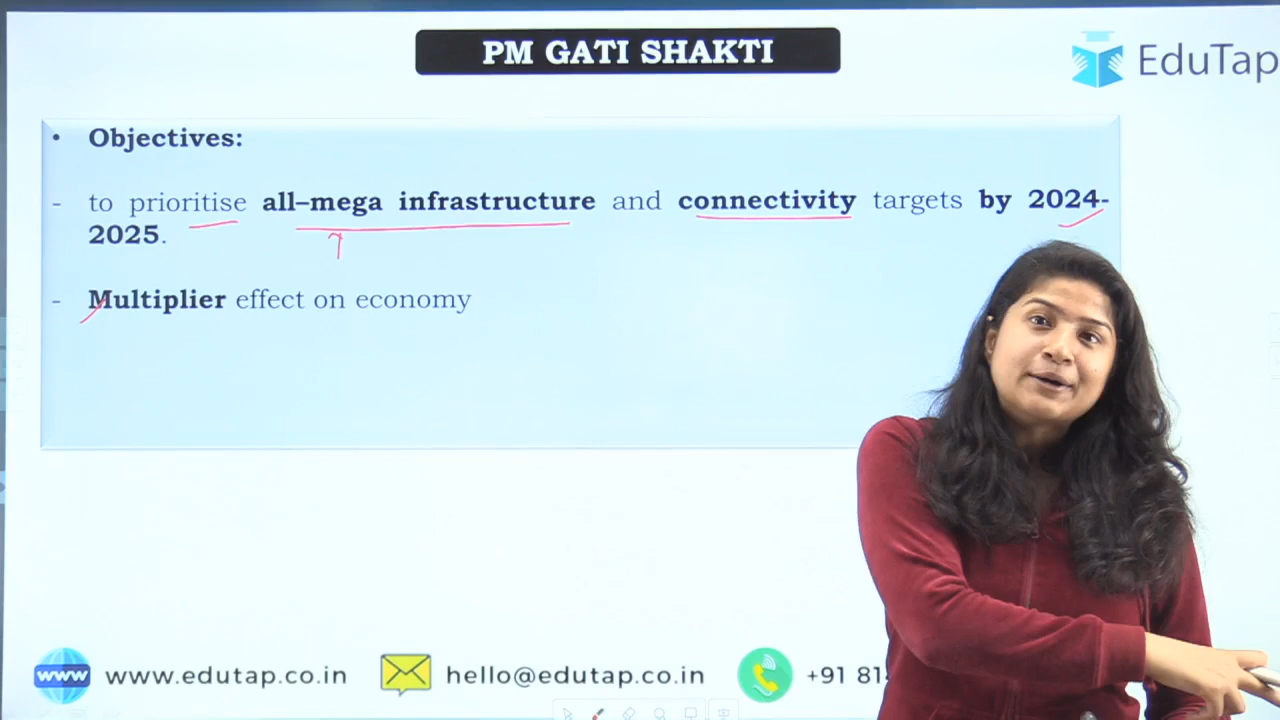 PM GATI SHAKTI
EduTap
• Objectives:
- to prioritise all–mega infrastructure and connectivity targets by 2024-
2025.
- Multiplier effect on economy
www www.edutap.co.in hello@edutap.co.in +91 81